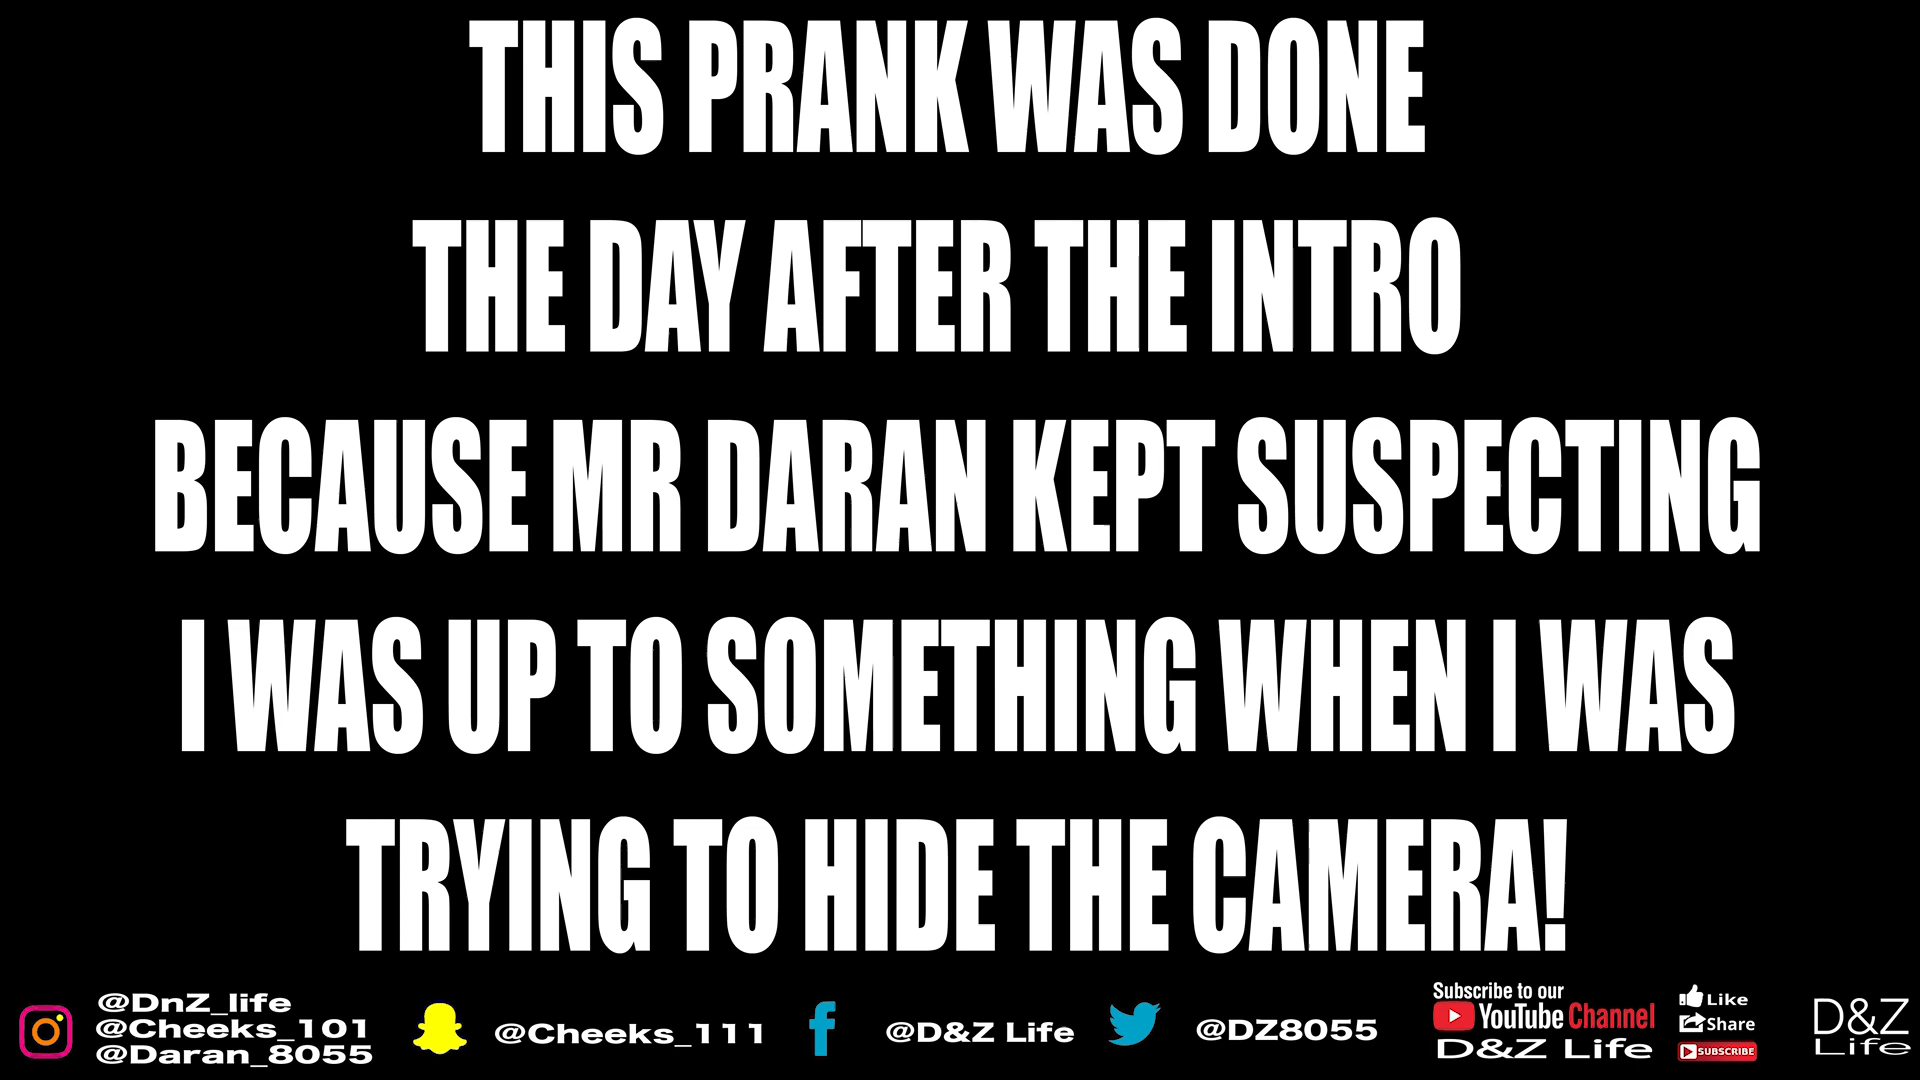 THIS PRANK WAS DONE
THE DAY AFTER THE INTRO
BECAUSE MR DARAN KEPT SUSPECTING
I WAS UP TO SOMETHING WHEN I WAS
TRYING TO HIDE THE CAMERA!
@DnZ_life
@Cheeks_101
@Daran_8055
@Cheeks_111
@D&Z Life
@DZ8055
Subscribe to our
YouTube Channel
D&Z Life
Like
Share
SUBSCRIBE
D&Z
Life